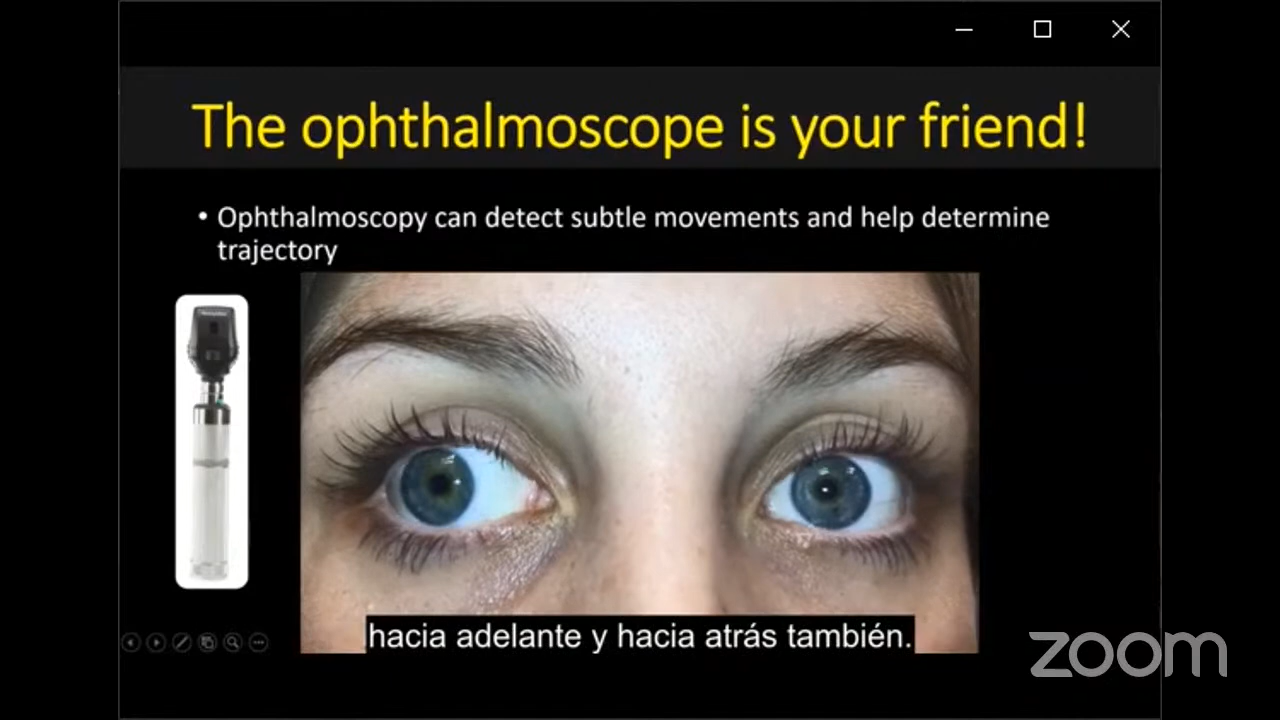 The ophthalmoscope is your friend!
• Ophthalmoscopy can detect subtle movements and help determine
trajectory
hacia adelante y hacia atrás también.
zoom